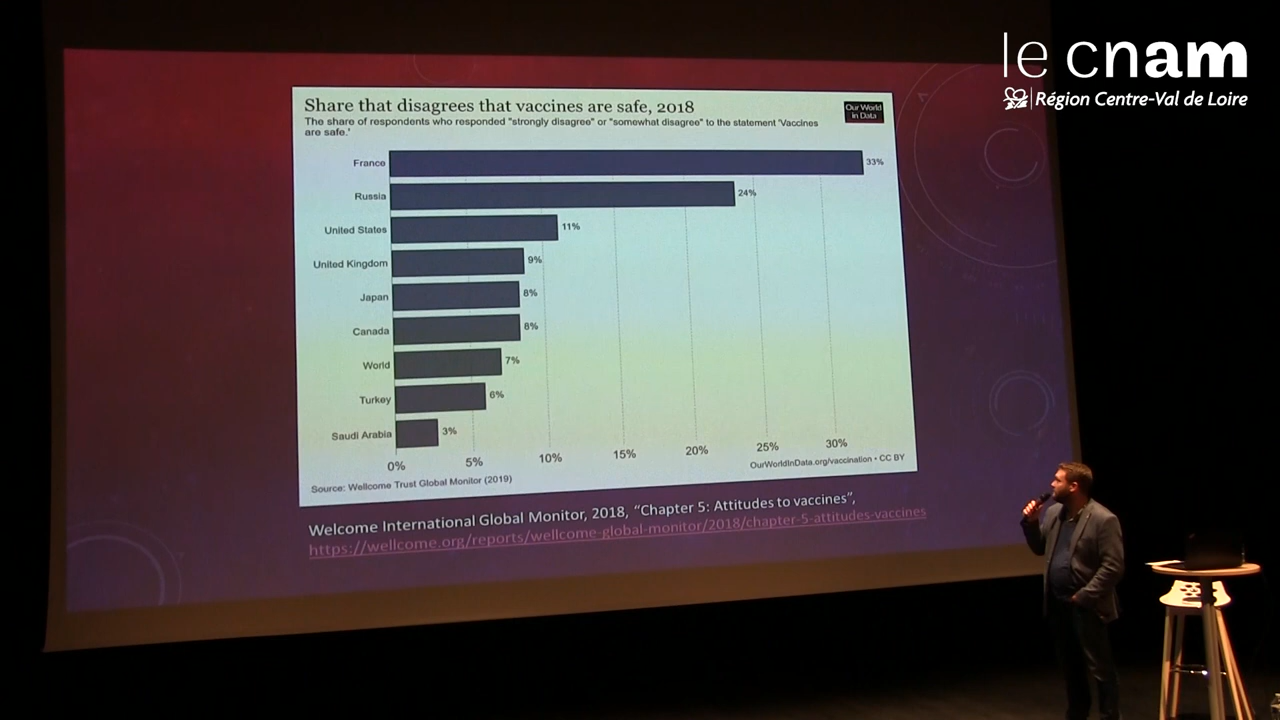 le cnam
Région Centre-Val de Loire
Share that disagrees that vaccines are safe, 2018
The share of respondents who responded "strongly disagree" or "somewhat disagree" to the statement 'Vaccines
are safe.'
Our World
in Data
France 33%
Russia 24%
United States 11%
United Kingdom 9%
Japan 8%
Canada 8%
World 7%
Turkey 6%
Saudi Arabia 3%
0% 5% 10% 15% 20% 25% 30%
Source: Wellcome Trust Global Monitor (2019)
OurWorldInData.org/vaccination • CC BY
Welcome International Global Monitor, 2018, “Chapter 5: Attitudes to vaccines”,
https://wellcome.org/reports/wellcome-global-monitor/2018/chapter-5-attitudes-vaccines